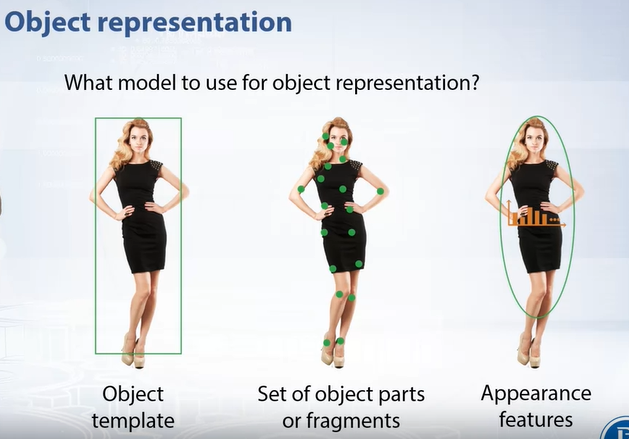 Object representation
What model to use for object representation?
Object
template
Set of object parts
or fragments
Appearance
features